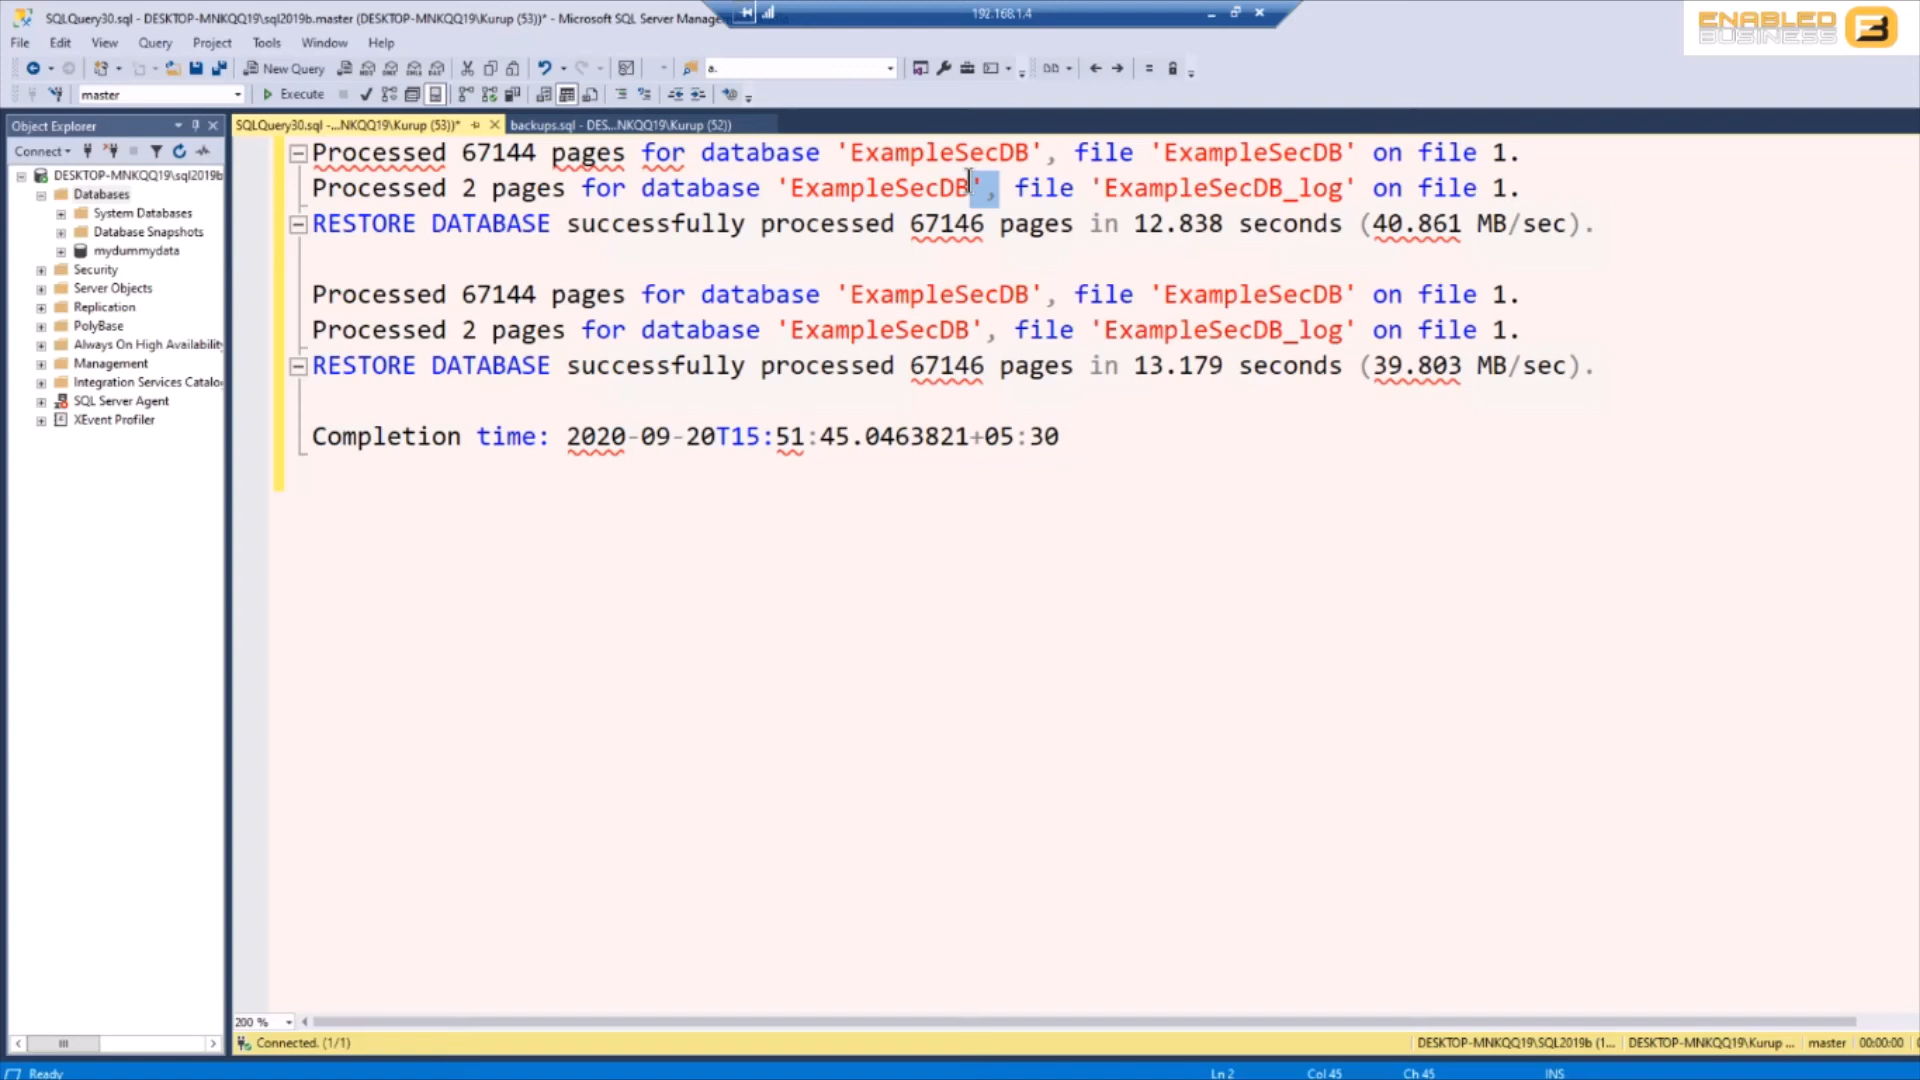 SQLQuery30.sql - DESKTOP-MNKQQ19\sql2019b.master (DESKTOP-MNKQQ19\Kurup (53))* - Microsoft SQL Server Manage
192.168.1.4
ENABLED
BUSINESS
File Edit View Query Project Tools Window Help
New Query
a.
master
Execute
Object Explorer
SQLQuery30.sql -...NKQQ19\Kurup (53))*
backups.sql - DES...NKQQ19\Kurup (52))
Connect
DESKTOP-MNKQQ19\sql2019b
Databases
System Databases
Database Snapshots
mydummydata
Security
Server Objects
Replication
PolyBase
Always On High Availability
Management
Integration Services Catalo
SQL Server Agent
XEvent Profiler
Processed 67144 pages for database 'ExampleSecDB', file 'ExampleSecDB' on file 1.
Processed 2 pages for database 'ExampleSecDB', file 'ExampleSecDB_log' on file 1.
RESTORE DATABASE successfully processed 67146 pages in 12.838 seconds (40.861 MB/sec).
Processed 67144 pages for database 'ExampleSecDB', file 'ExampleSecDB' on file 1.
Processed 2 pages for database 'ExampleSecDB', file 'ExampleSecDB_log' on file 1.
RESTORE DATABASE successfully processed 67146 pages in 13.179 seconds (39.803 MB/sec).
Completion time: 2020-09-20T15:51:45.0463821+05:30
200 %
Connected. (1/1)
DESKTOP-MNKQQ19\SQL2019b (1...
DESKTOP-MNKQQ19\Kurup ...
master
00:00:00
Ready
Ln 2
Col 45
Ch 45
INS